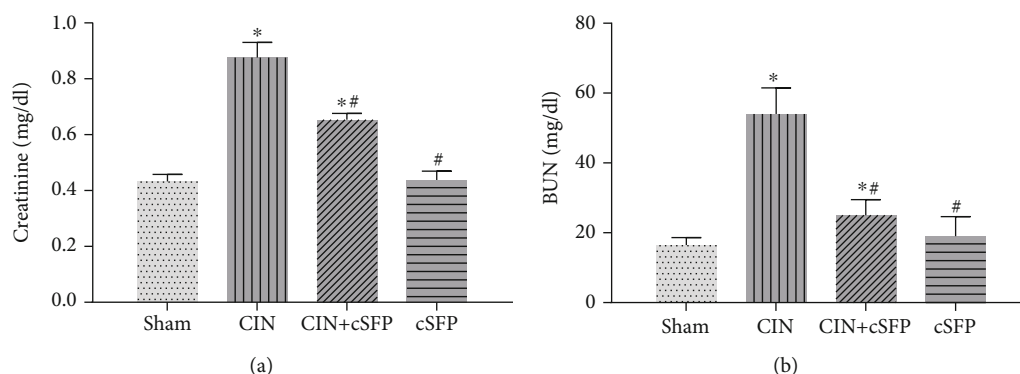 Creatinine (mg/dl)
1.0
0.8
0.6
0.4
0.2
0.0
*
*#
#
Sham
CIN
CIN+cSFP
cSFP
(a)
BUN (mg/dl)
80
60
40
20
0
*
*#
#
Sham
CIN
CIN+cSFP
cSFP
(b)